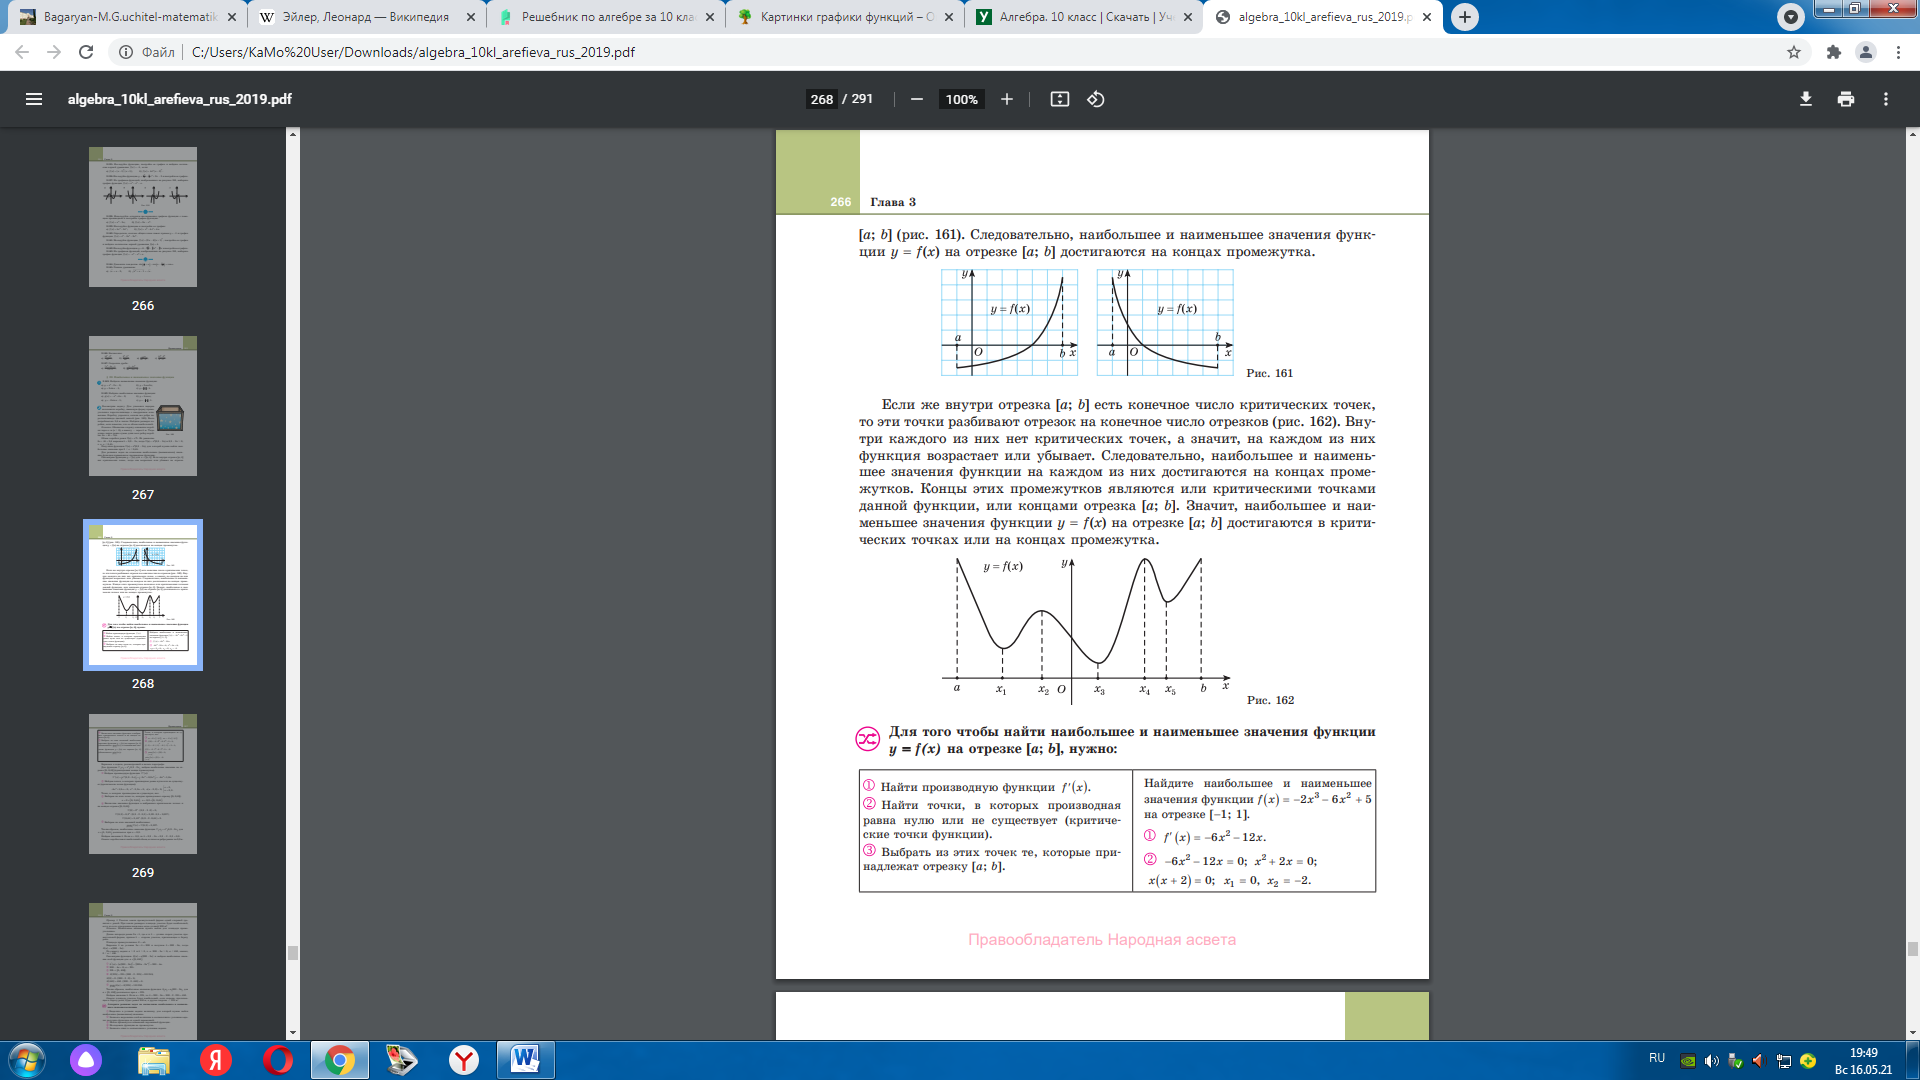 Bagaryan-M.G.uchitel-matematik
Эйлер, Леонард — Википедия
Решебник по алгебре за 10 кла
Картинки графики функций – О
Алгебра. 10 класс | Скачать | Уч
algebra_10kl_arefieva_rus_2019.p
Файл
C:/Users/KaMo%20User/Downloads/algebra_10kl_arefieva_rus_2019.pdf
algebra_10kl_arefieva_rus_2019.pdf
268 / 291
100%
266
267
268
269
266 Глава 3
[a; b] (рис. 161). Следовательно, наибольшее и наименьшее значения функ-
ции y = f(x) на отрезке [a; b] достигаются на концах промежутка.
y
y = f(x)
a
O
b x
y
y = f(x)
a
O
b
x
Рис. 161
Если же внутри отрезка [a; b] есть конечное число критических точек,
то эти точки разбивают отрезок на конечное число отрезков (рис. 162). Вну-
три каждого из них нет критических точек, а значит, на каждом из них
функция возрастает или убывает. Следовательно, наибольшее и наимень-
шее значения функции на каждом из них достигаются на концах проме-
жутков. Концы этих промежутков являются или критическими точками
данной функции, или концами отрезка [a; b]. Значит, наибольшее и наи-
меньшее значения функции y = f(x) на отрезке [a; b] достигаются в крити-
ческих точках или на концах промежутка.
y = f(x)
y
a x₁ x₂ O x₃ x₄ x₅ b x
Рис. 162
Для того чтобы найти наибольшее и наименьшее значения функции
y = f(x) на отрезке [a; b], нужно:
① Найти производную функции f′(x).
② Найти точки, в которых производная
равна нулю или не существует (критиче-
ские точки функции).
③ Выбрать из этих точек те, которые при-
надлежат отрезку [a; b].
Найдите наибольшее и наименьшее
значения функции f(x) = −2x³ − 6x² + 5
на отрезке [−1; 1].
① f′(x) = −6x² − 12x.
② −6x² − 12x = 0; x² + 2x = 0;
x(x + 2) = 0; x₁ = 0, x₂ = −2.
Правообладатель Народная асвета
RU
19:49
Вс 16.05.21